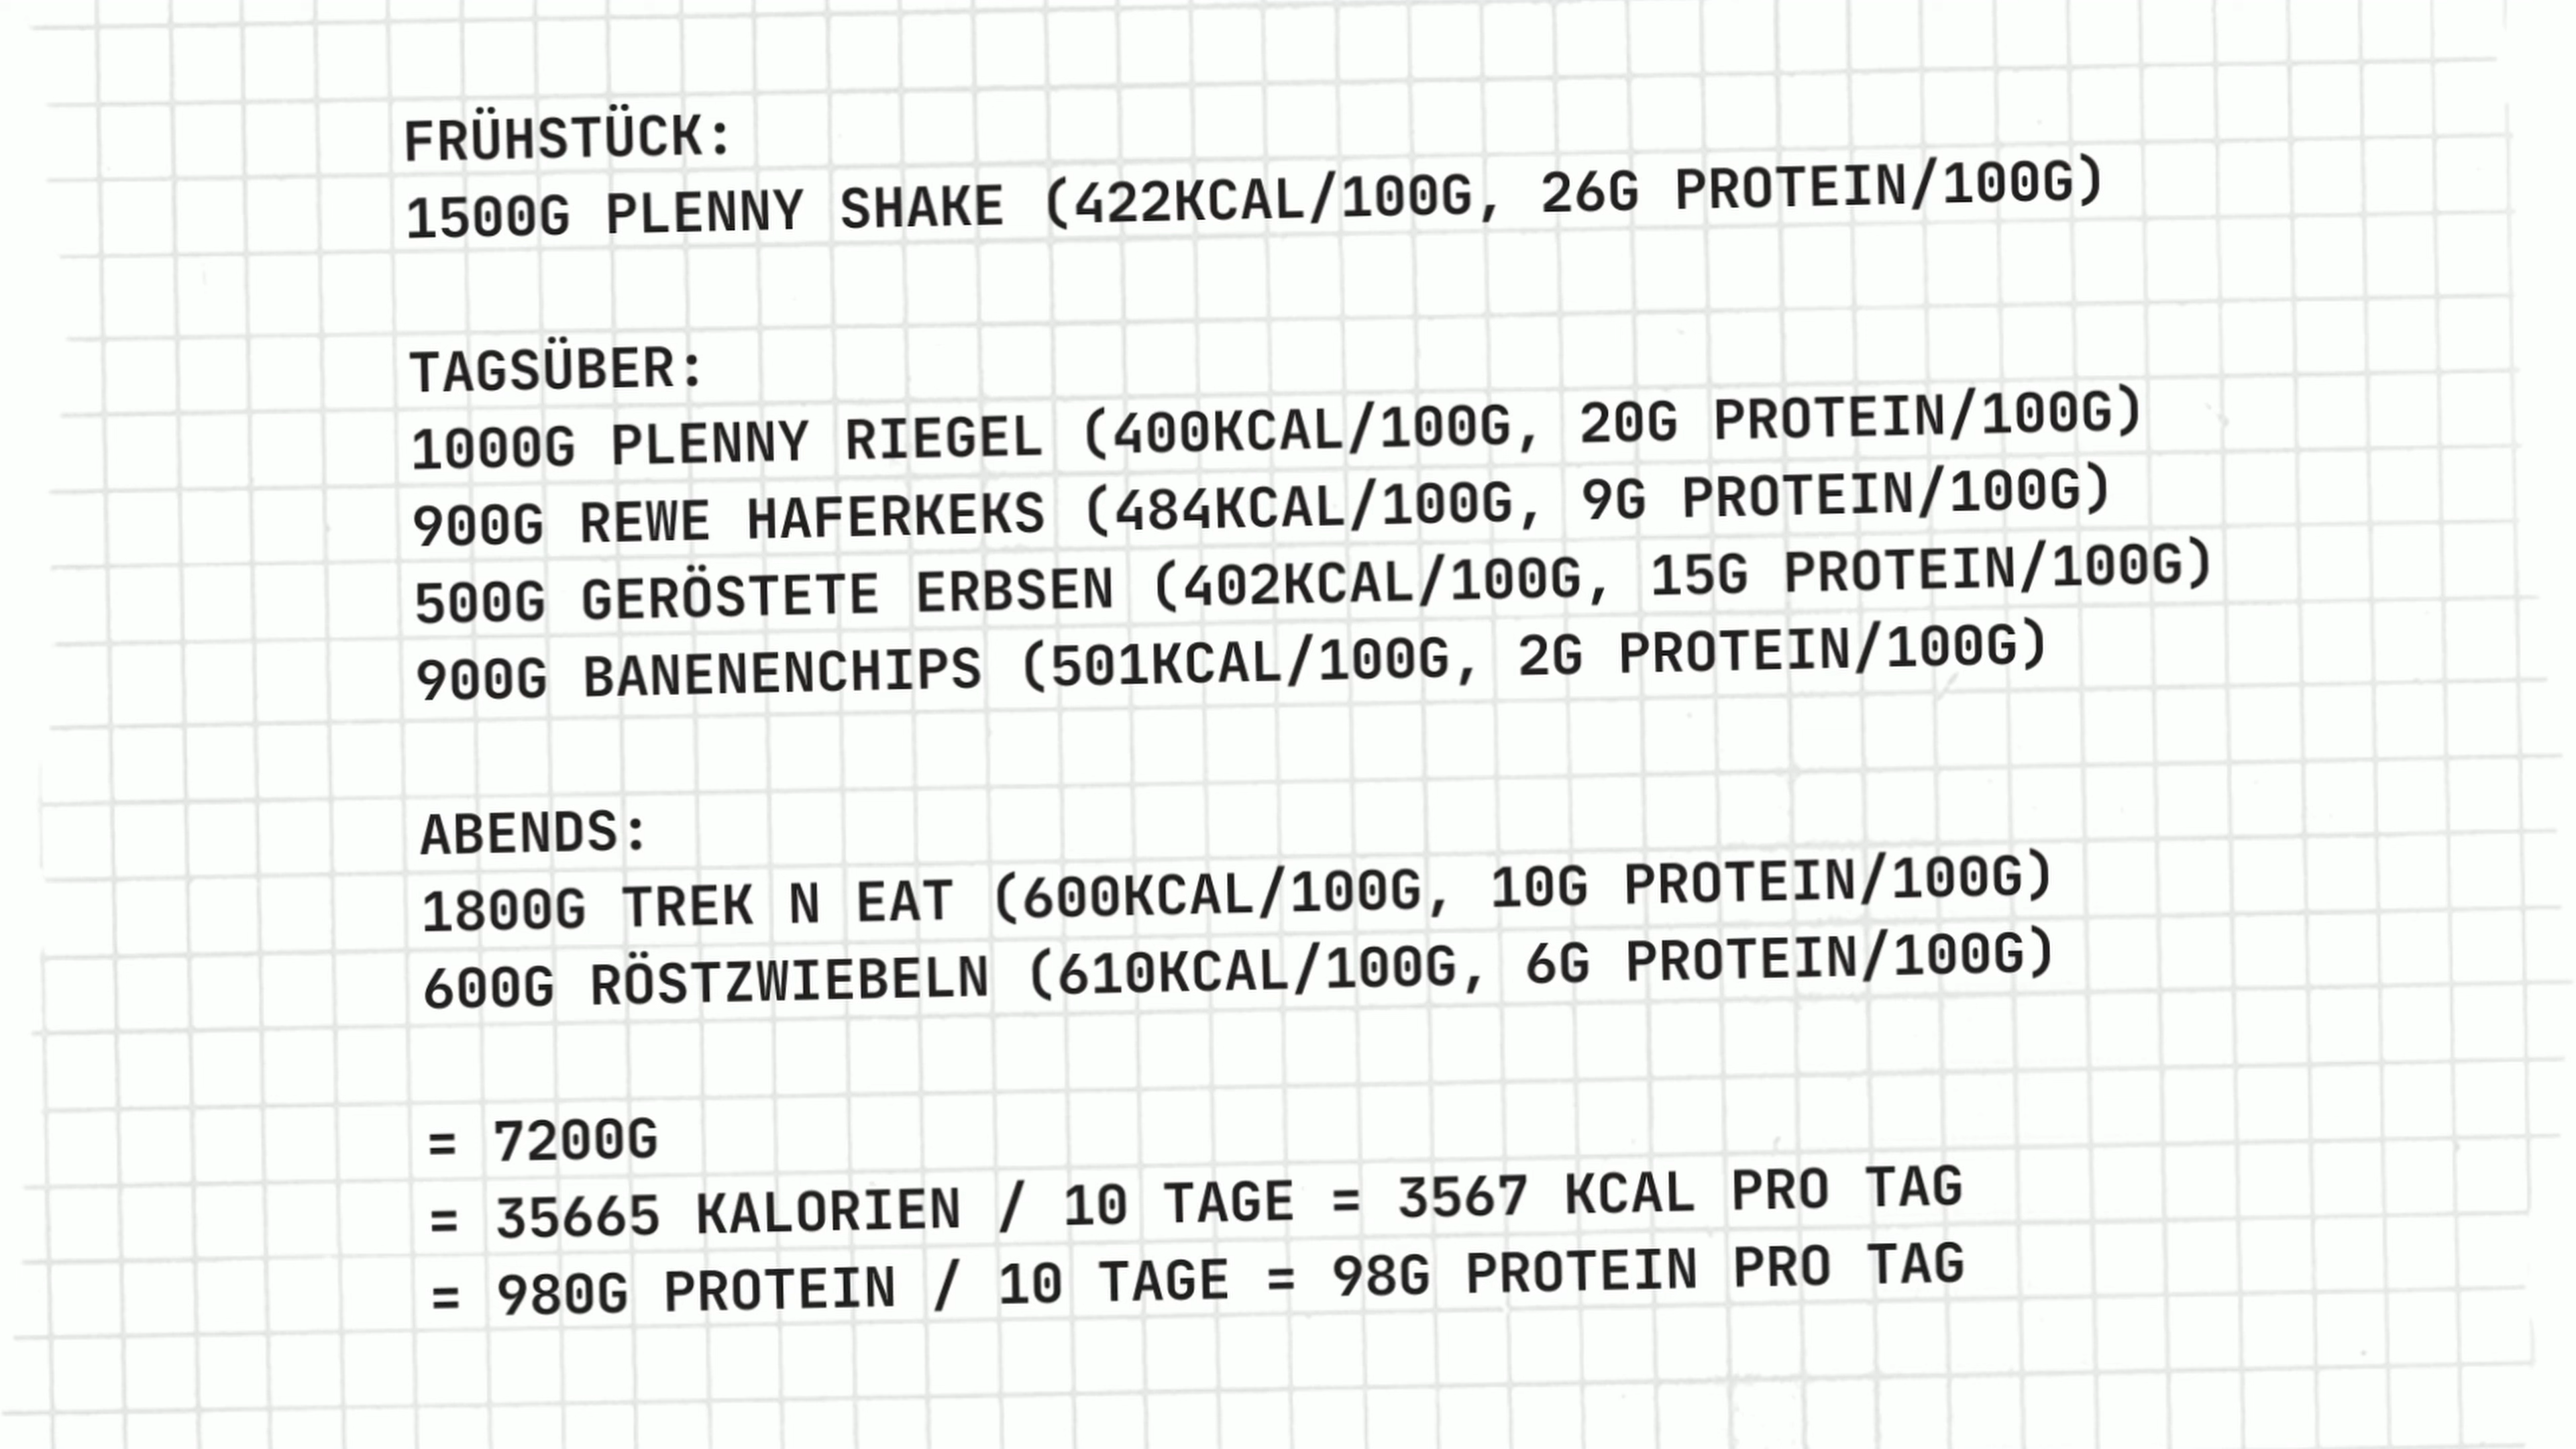 FRÜHSTÜCK:
1500G PLENNY SHAKE (422KCAL/100G, 26G PROTEIN/100G)
TAGSÜBER:
1000G PLENNY RIEGEL (400KCAL/100G, 20G PROTEIN/100G)
900G REWE HAFERKEKS (484KCAL/100G, 9G PROTEIN/100G)
500G GERÖSTETE ERBSEN (402KCAL/100G, 15G PROTEIN/100G)
900G BANENENCHIPS (501KCAL/100G, 2G PROTEIN/100G)
ABENDS:
1800G TREK N EAT (600KCAL/100G, 10G PROTEIN/100G)
600G RÖSTZWIEBELN (610KCAL/100G, 6G PROTEIN/100G)
= 7200G
= 35665 KALORIEN / 10 TAGE = 3567 KCAL PRO TAG
= 980G PROTEIN / 10 TAGE = 98G PROTEIN PRO TAG